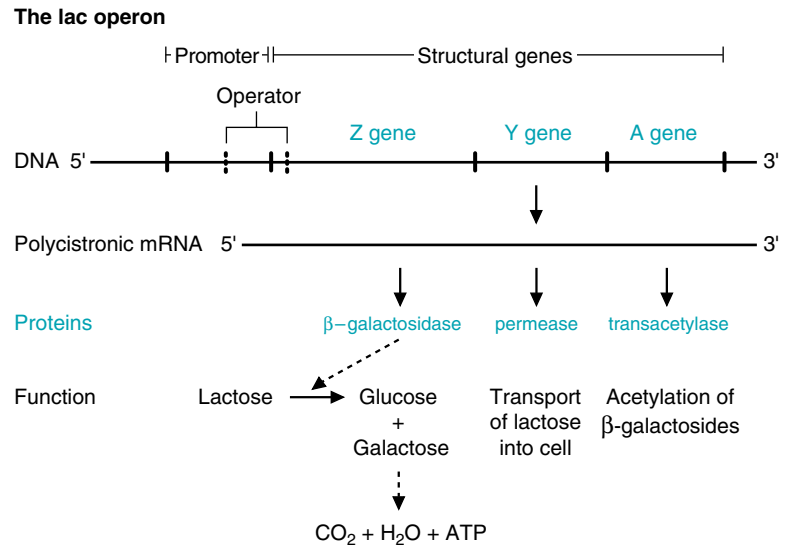 The lac operon
Promoter Structural genes
Operator
Z gene Y gene A gene
DNA 5' 3'
Polycistronic mRNA 5' 3'
Proteins β–galactosidase permease transacetylase
Function Lactose Glucose Transport Acetylation of
+ of lactose β-galactosides
Galactose into cell
CO₂ + H₂O + ATP